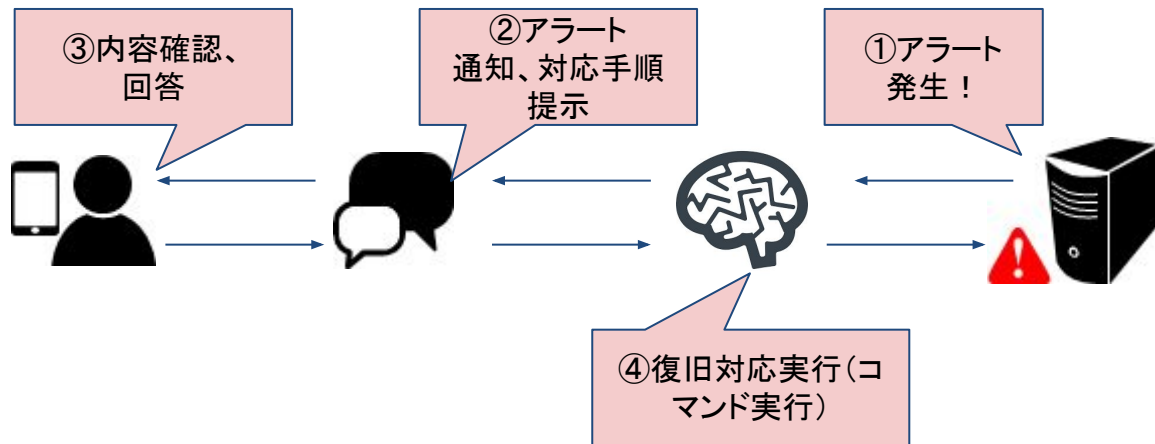 ③内容確認、
回答
②アラート
通知、対応手順
提示
①アラート
発生！
④復旧対応実行（コ
マンド実行）